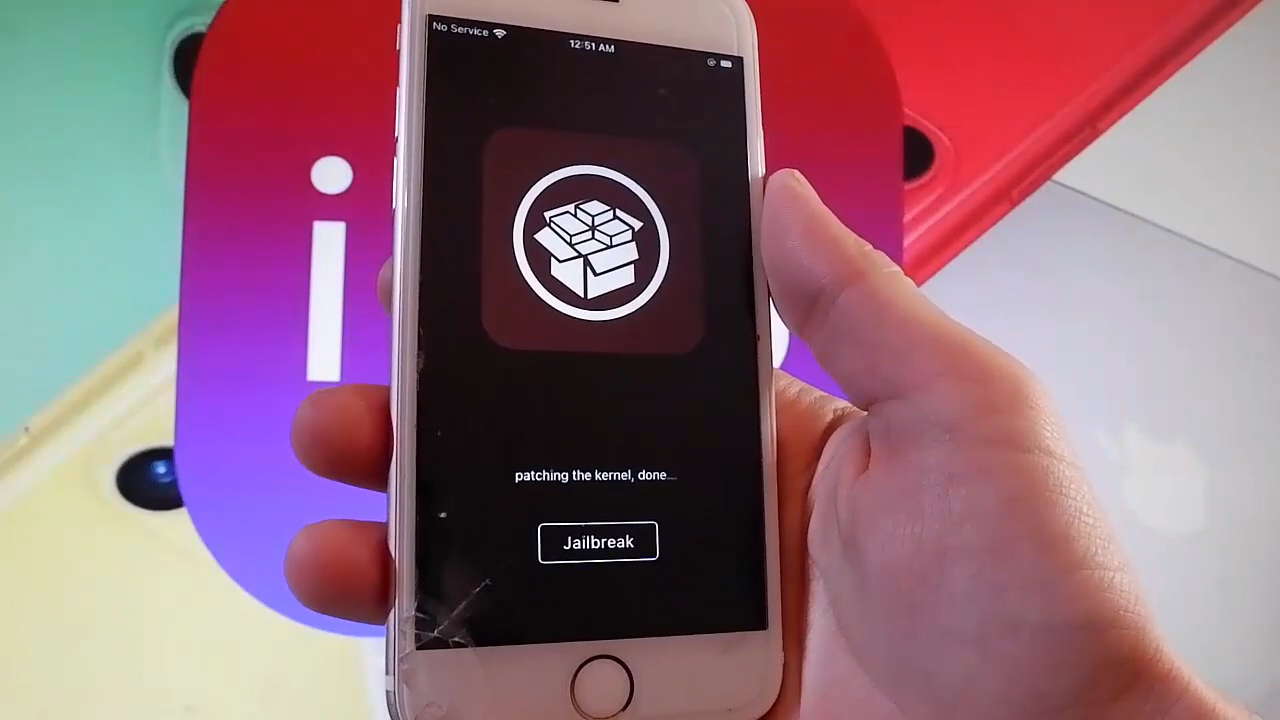 No Service
12:51 AM
i
patching the kernel, done....
Jailbreak